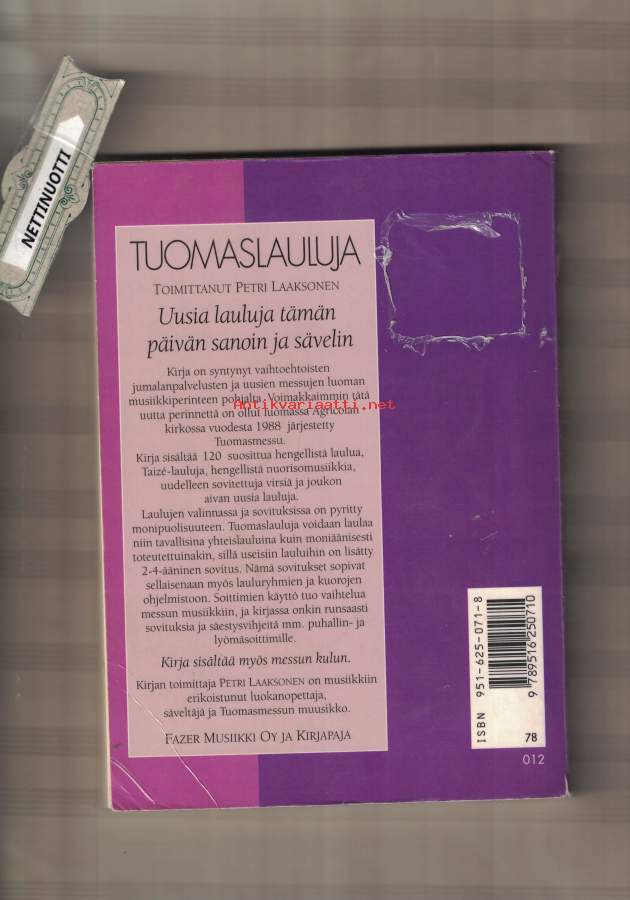 NETTINUOTTI
TUOMASLAULUJA
TOIMITTANUT PETRI LAAKSONEN
Uusia lauluja tämän
päivän sanoin ja sävelin
Kirja on syntynyt vaihtoehtoisten
jumalanpalvelusten ja uusien messujen luoman
musiikkiperinteen pohjalta. Voimakkaimmin tätä
Antikvariaatti.net
uutta perinnettä on ollut luomassa Agricolan
kirkossa vuodesta 1988 järjestetty
Tuomasmessu.
Kirja sisältää 120 suosittua hengellistä laulua,
Taizé-lauluja, hengellistä nuorisomusiikkia,
uudelleen sovitettuja virsiä ja joukon
aivan uusia lauluja.
Laulujen valinnassa ja sovituksissa on pyritty
monipuolisuuteen. Tuomaslauluja voidaan laulaa
niin tavallisina yhteislauluina kuin moniäänisesti
toteutettuinakin, sillä useisiin lauluihin on lisätty
2-4-ääninen sovitus. Nämä sovitukset sopivat
sellaisenaan myös lauluryhmien ja kuorojen
ohjelmistoon. Soittimien käyttö tuo vaihtelua
messun musiikkiin, ja kirjassa onkin runsaasti
sovituksia ja säestysvihjeitä mm. puhallin- ja
lyömäsoittimille.
Kirja sisältää myös messun kulun.
Kirjan toimittaja PETRI LAAKSONEN on musiikkiin
erikoistunut luokanopettaja,
säveltäjä ja Tuomasmessun muusikko.
FAZER MUSIIKKI OY JA KIRJAPAJA
ISBN 951-625-071-8
9 789516 250710
78
012